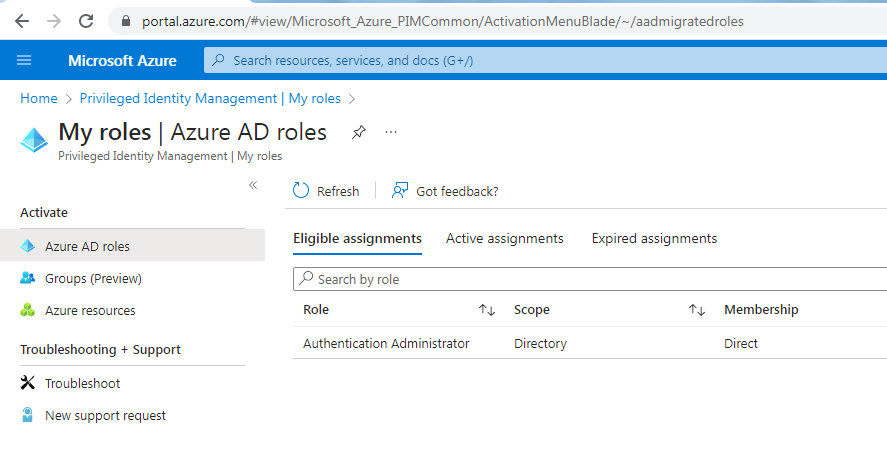 portal.azure.com/#view/Microsoft_Azure_PIMCommon/ActivationMenuBlade/~/aadmigratedroles
Microsoft Azure
Search resources, services, and docs (G+/)
Home > Privileged Identity Management | My roles >
My roles | Azure AD roles
Privileged Identity Management | My roles
Refresh
Got feedback?
Activate
Azure AD roles
Groups (Preview)
Azure resources
Troubleshooting + Support
Troubleshoot
New support request
Eligible assignments Active assignments Expired assignments
Search by role
Role Scope Membership
Authentication Administrator Directory Direct